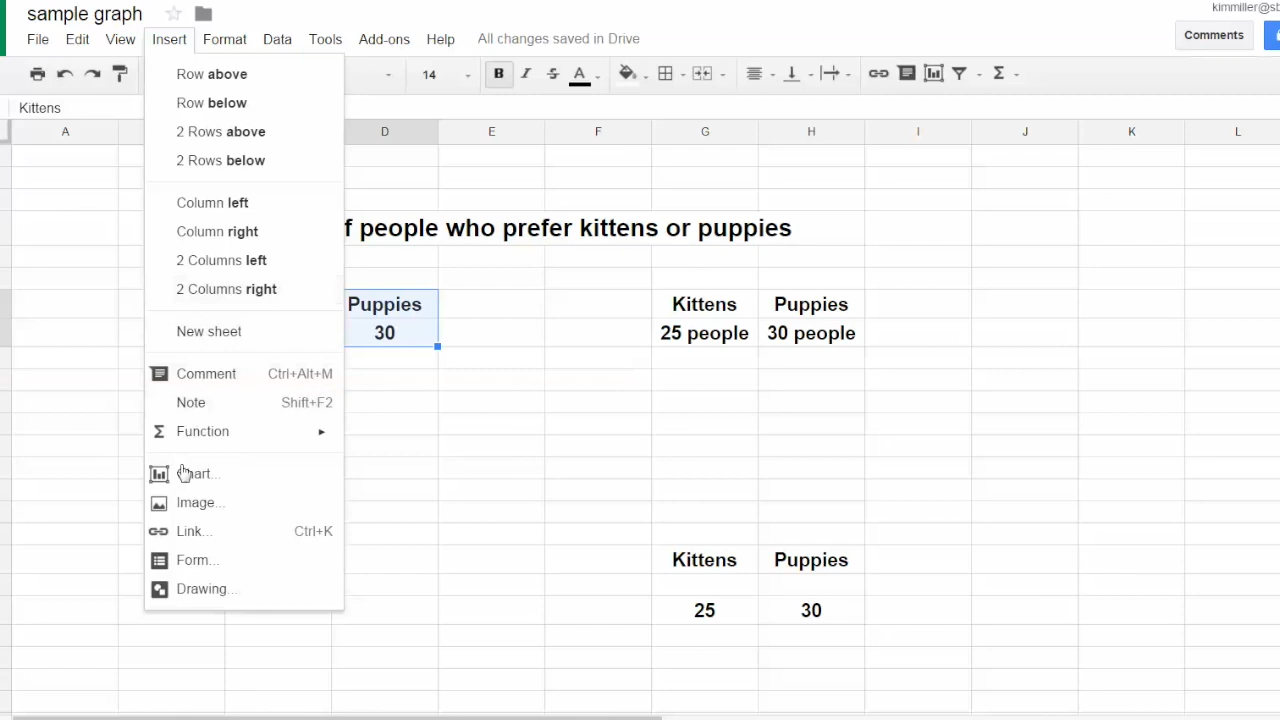 sample graph
kimmiller@sb
File Edit View Insert Format Data Tools Add-ons Help All changes saved in Drive
Comments
14 B I S A Σ
Kittens
A D E F G H I J K L
Row above
Row below
2 Rows above
2 Rows below
Column left
Column right
2 Columns left
2 Columns right
New sheet
Comment Ctrl+Alt+M
Note Shift+F2
Σ Function
Chart...
Image...
Link... Ctrl+K
Form...
Drawing...
f people who prefer kittens or puppies
Puppies Kittens Puppies
30 25 people 30 people
Kittens Puppies
25 30